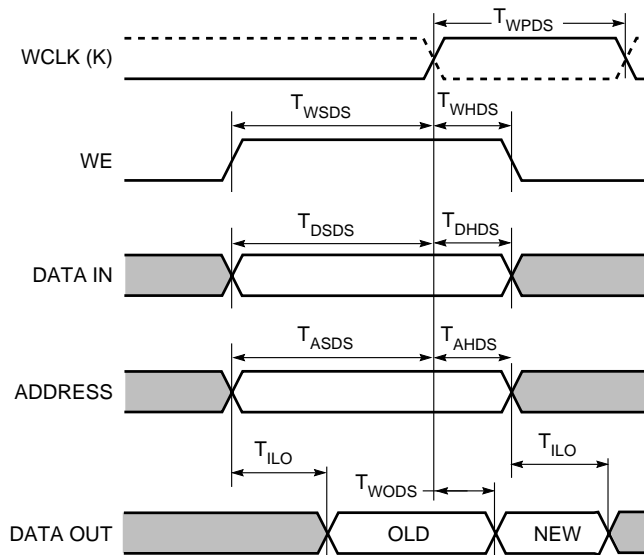 TWPDS
WCLK (K)
TWSDS
TWHDS
WE
TDSDS
TDHDS
DATA IN
TASDS
TAHDS
ADDRESS
TILO
TILO
TWODS
DATA OUT
OLD
NEW